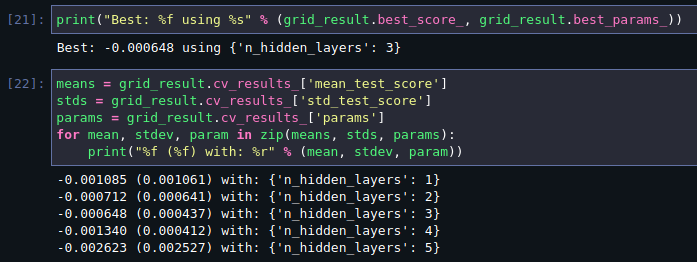 [21]: print("Best: %f using %s" % (grid_result.best_score_, grid_result.best_params_))
Best: -0.000648 using {'n_hidden_layers': 3}
[22]: means = grid_result.cv_results_['mean_test_score']
stds = grid_result.cv_results_['std_test_score']
params = grid_result.cv_results_['params']
for mean, stdev, param in zip(means, stds, params):
    print("%f (%f) with: %r" % (mean, stdev, param))
-0.001085 (0.001061) with: {'n_hidden_layers': 1}
-0.000712 (0.000641) with: {'n_hidden_layers': 2}
-0.000648 (0.000437) with: {'n_hidden_layers': 3}
-0.001340 (0.000412) with: {'n_hidden_layers': 4}
-0.002623 (0.002527) with: {'n_hidden_layers': 5}